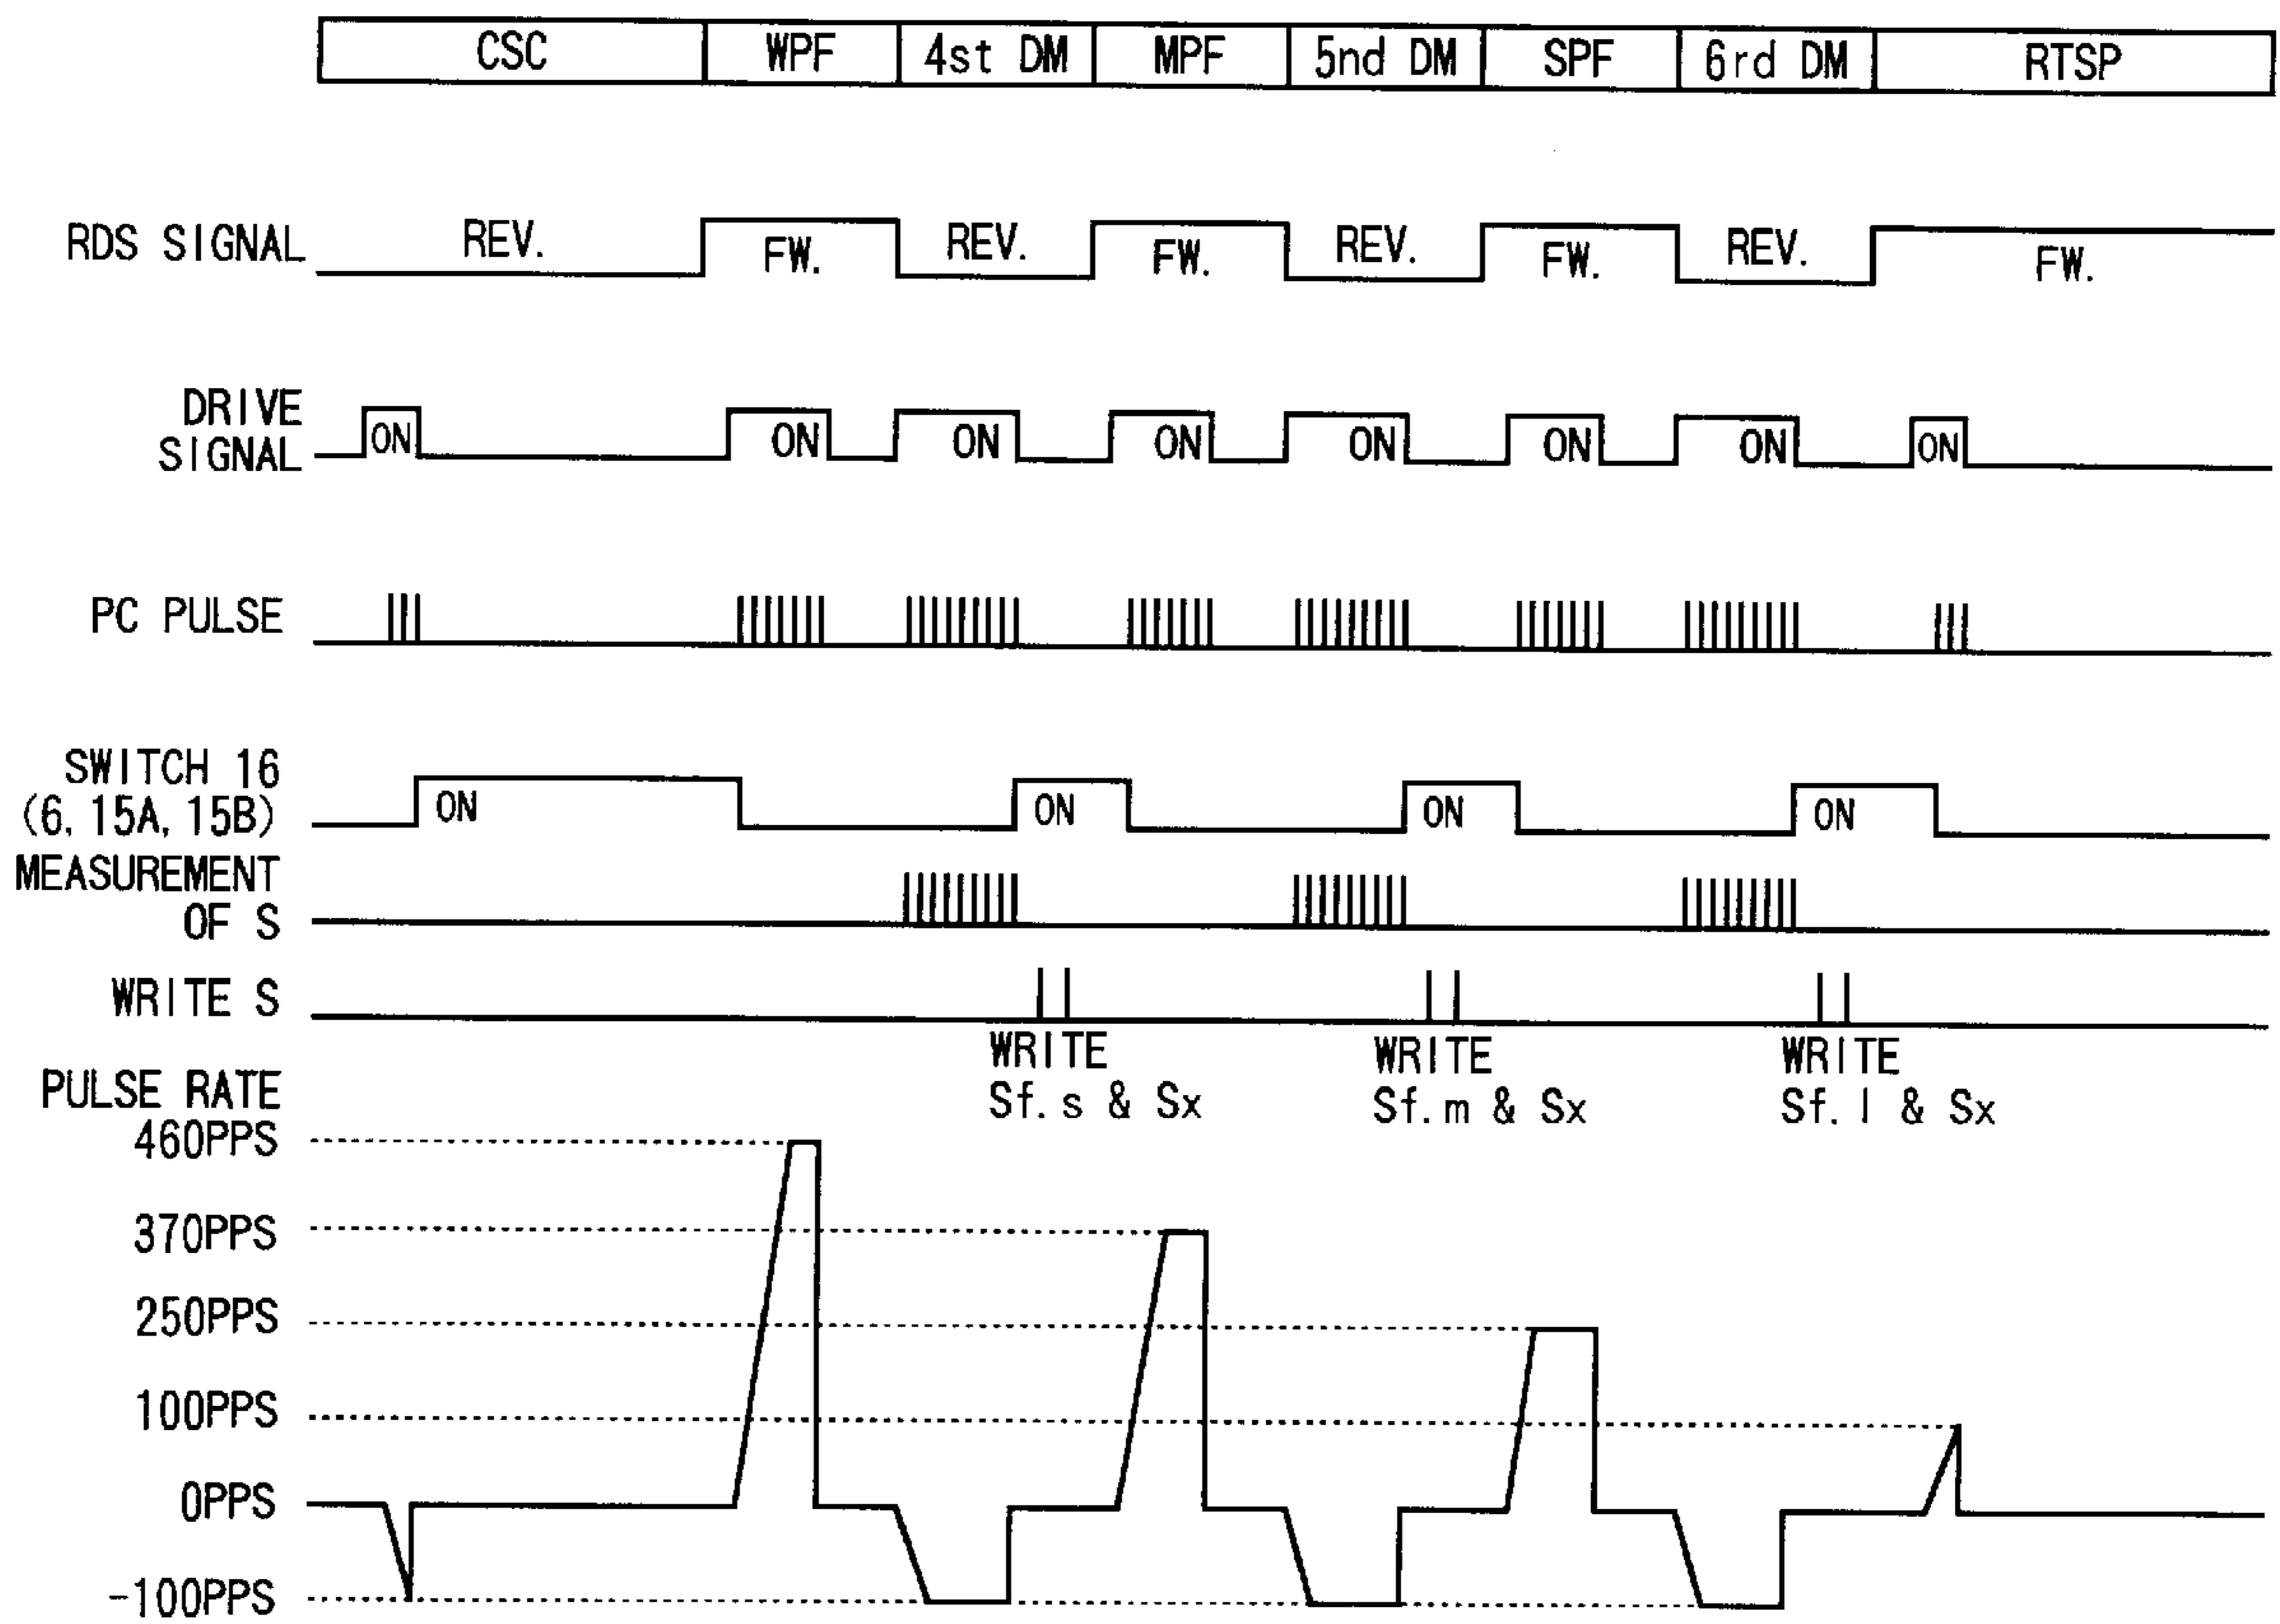 CSC WPF 4st DM MPF 5nd DM SPF 6rd DM RTSP
RDS SIGNAL REV. FW. REV. FW. REV. FW. REV. FW.
DRIVE
SIGNAL ON ON ON ON ON ON ON ON
PC PULSE
SWITCH 16
(6, 15A, 15B) ON ON ON ON
MEASUREMENT
OF S
WRITE S
WRITE WRITE WRITE
Sf. s & Sx Sf. m & Sx Sf. l & Sx
PULSE RATE
460PPS
370PPS
250PPS
100PPS
0PPS
-100PPS